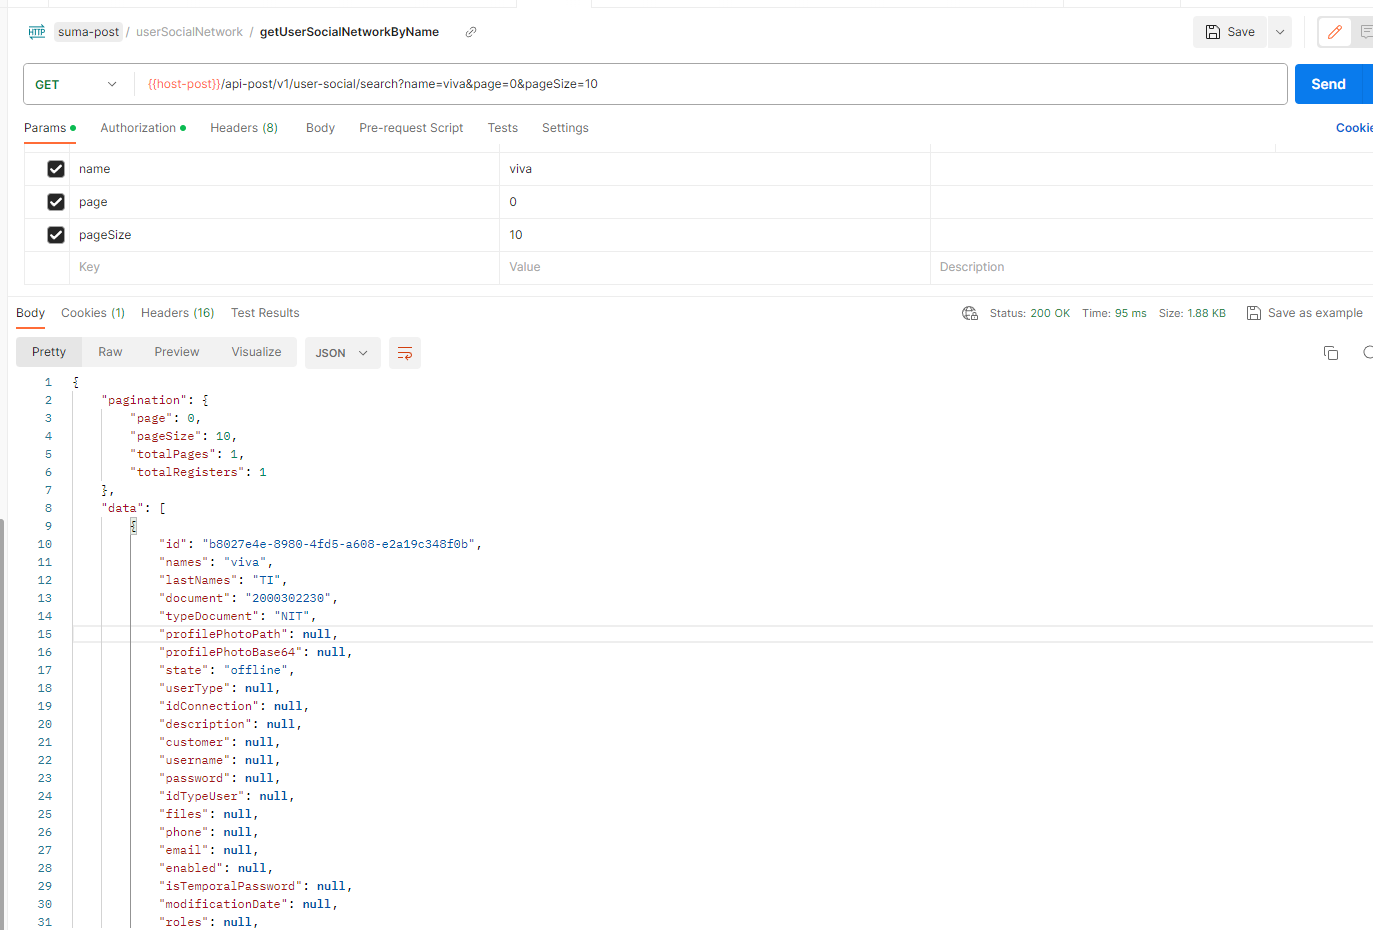 HTTP suma-post / userSocialNetwork / getUserSocialNetworkByName Save
GET {{host-post}}/api-post/v1/user-social/search?name=viva&page=0&pageSize=10 Send
Params Authorization Headers (8) Body Pre-request Script Tests Settings Cookie
name viva
page 0
pageSize 10
Key Value Description
Body Cookies (1) Headers (16) Test Results Status: 200 OK Time: 95 ms Size: 1.88 KB Save as example
Pretty Raw Preview Visualize JSON
1 {
2 "pagination": {
3 "page": 0,
4 "pageSize": 10,
5 "totalPages": 1,
6 "totalRegisters": 1
7 },
8 "data": [
9 {
10 "id": "b8027e4e-8980-4fd5-a608-e2a19c348f0b",
11 "names": "viva",
12 "lastNames": "TI",
13 "document": "2000302230",
14 "typeDocument": "NIT",
15 "profilePhotoPath": null,
16 "profilePhotoBase64": null,
17 "state": "offline",
18 "userType": null,
19 "idConnection": null,
20 "description": null,
21 "customer": null,
22 "username": null,
23 "password": null,
24 "idTypeUser": null,
25 "files": null,
26 "phone": null,
27 "email": null,
28 "enabled": null,
29 "isTemporalPassword": null,
30 "modificationDate": null,
31 "roles": null,